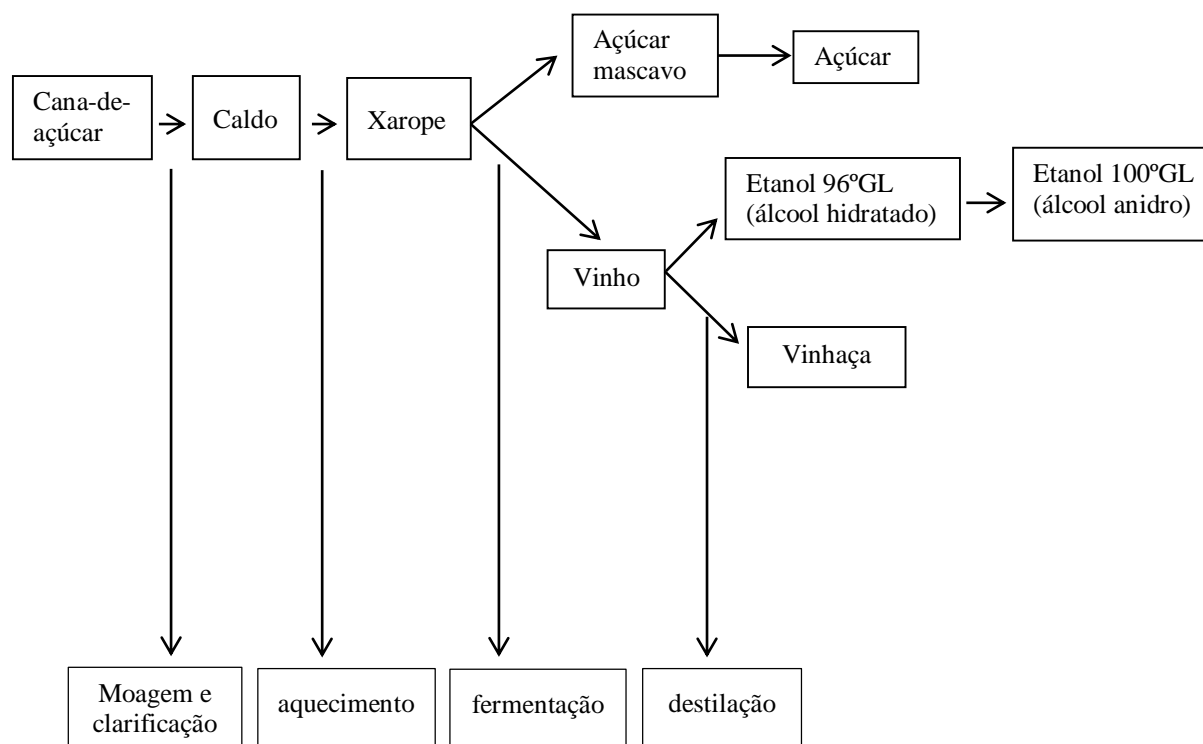 Açúcar
mascavo
Açúcar
Cana-de-
açúcar
Caldo
Xarope
Etanol 96ºGL
(álcool hidratado)
Etanol 100ºGL
(álcool anidro)
Vinho
Vinhaça
Moagem e
clarificação
aquecimento
fermentação
destilação